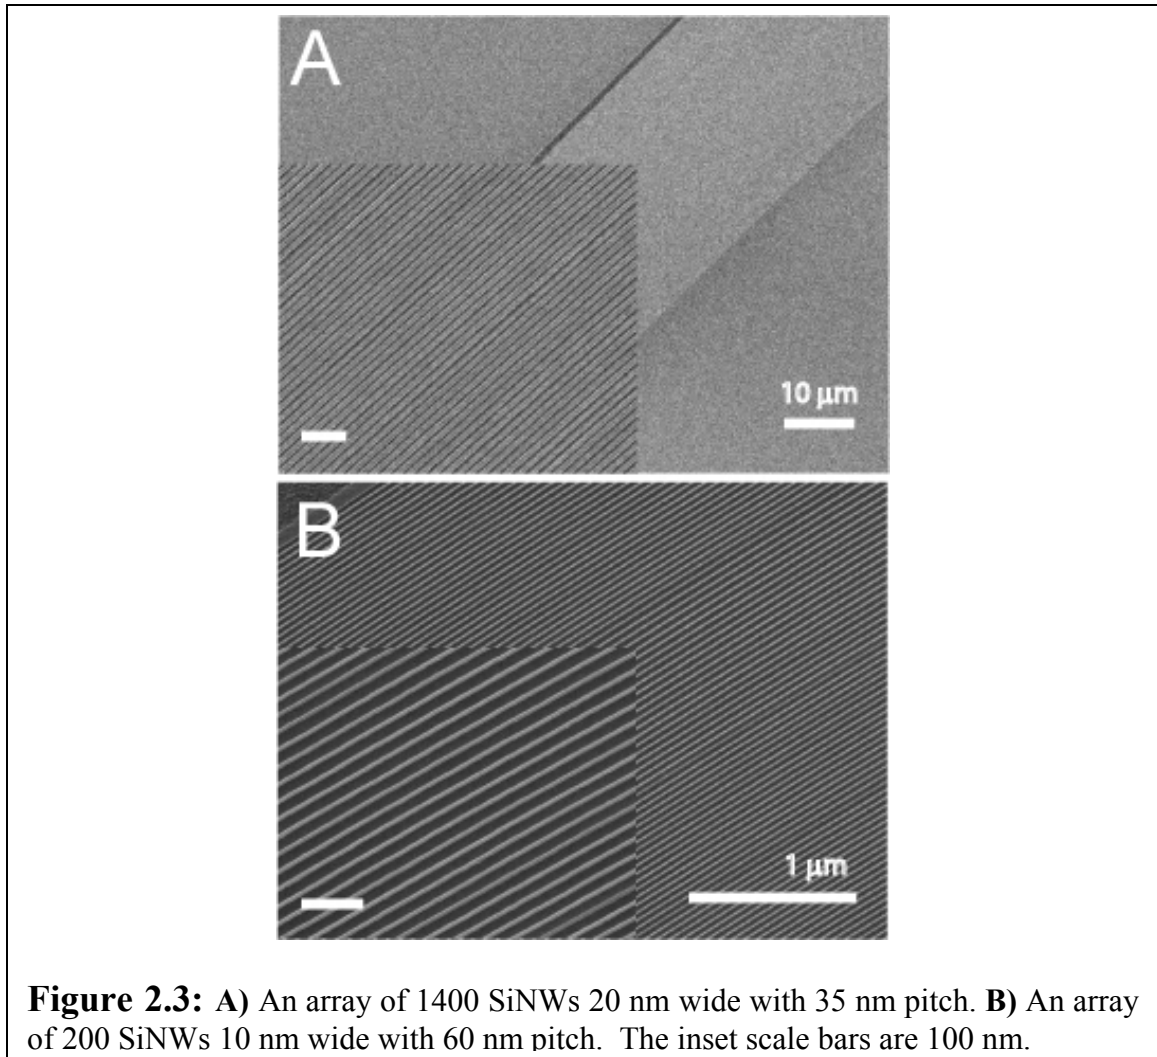 A
10 μm
B
1 μm
Figure 2.3: A) An array of 1400 SiNWs 20 nm wide with 35 nm pitch. B) An array
of 200 SiNWs 10 nm wide with 60 nm pitch. The inset scale bars are 100 nm.